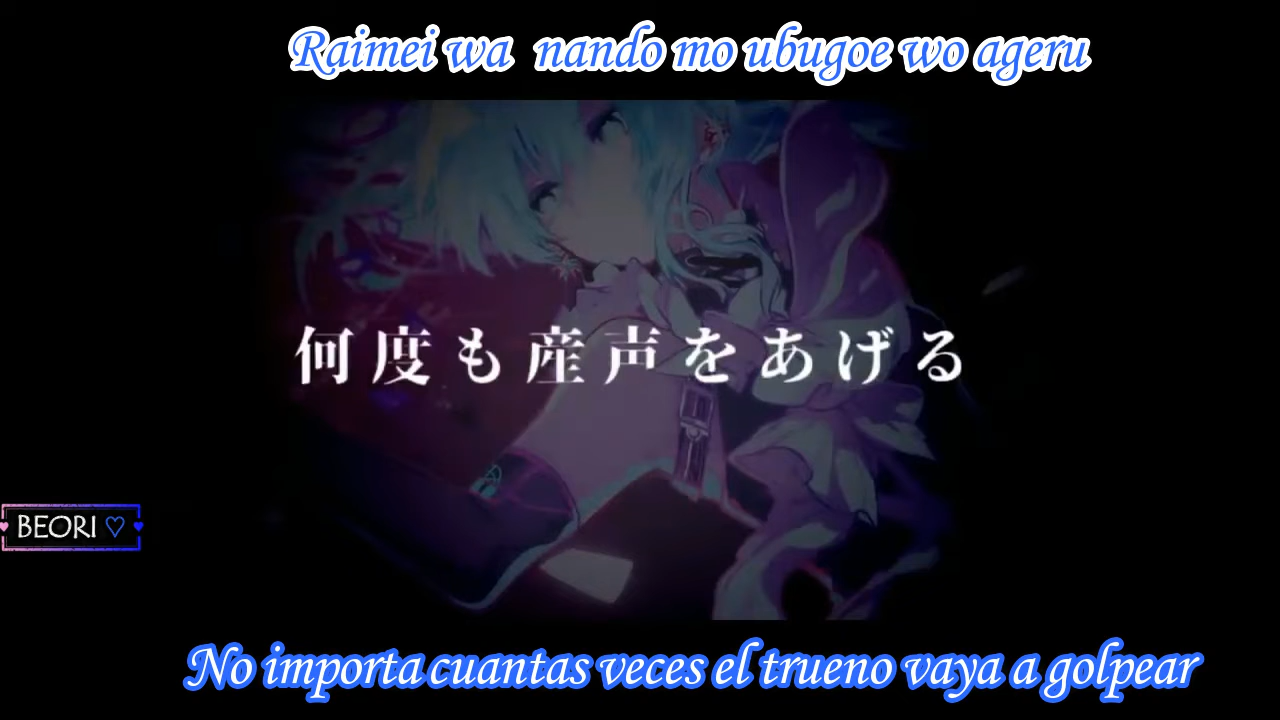 Raimei wa nando mo ubugoe wo ageru
何度も産声をあげる
BEORI ♡
No importa cuantas veces el trueno vaya a golpear